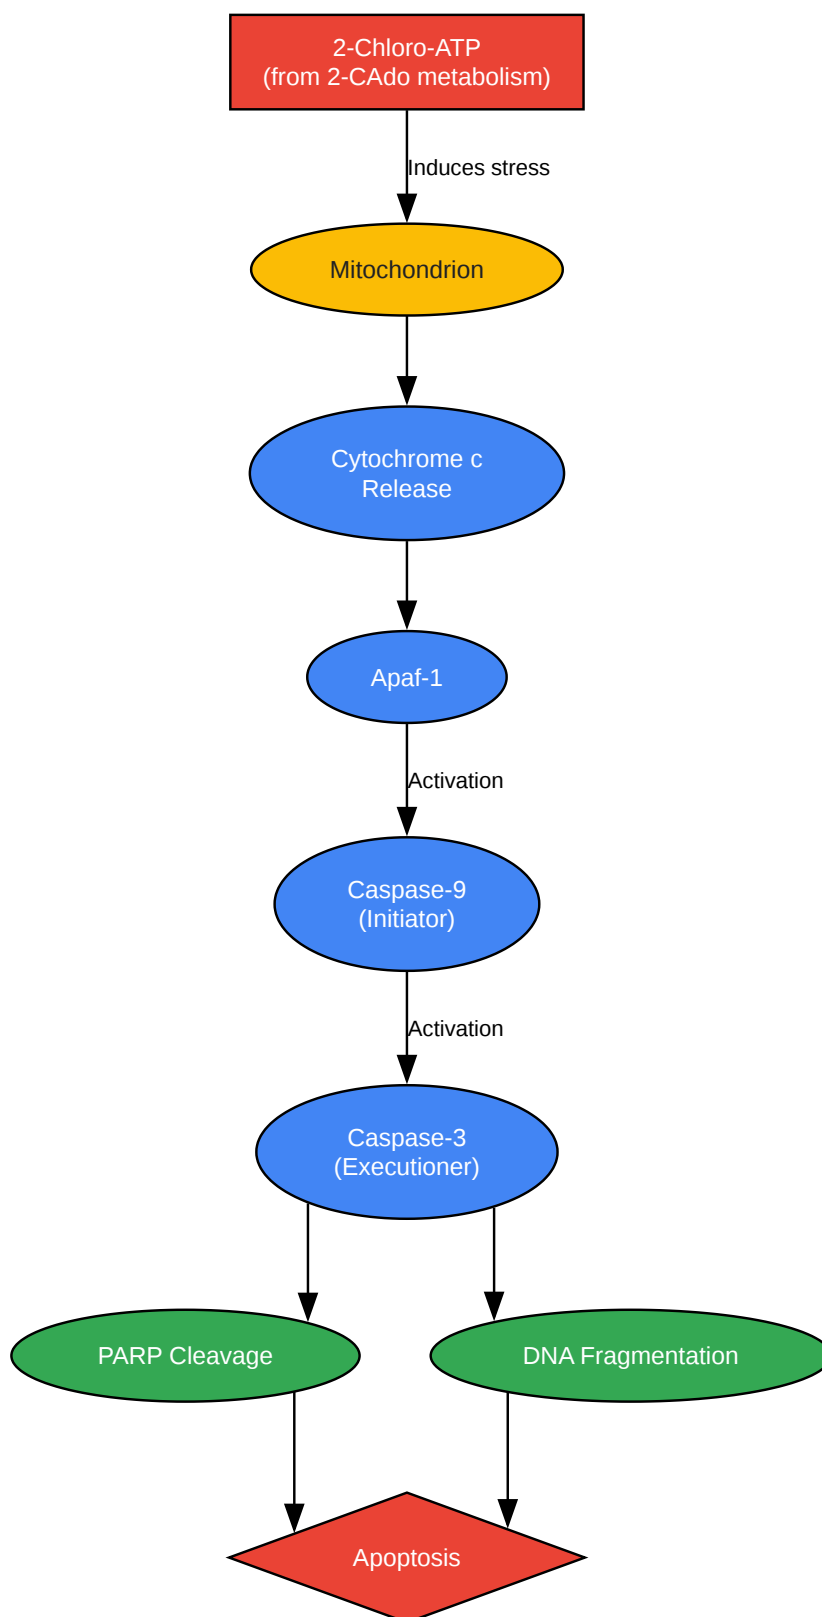 2-Chloro-ATP
(from 2-CAdo metabolism)
Induces stress
Mitochondrion
Cytochrome c
Release
Apaf-1
Activation
Caspase-9
(Initiator)
Activation
Caspase-3
(Executioner)
PARP Cleavage
DNA Fragmentation
Apoptosis